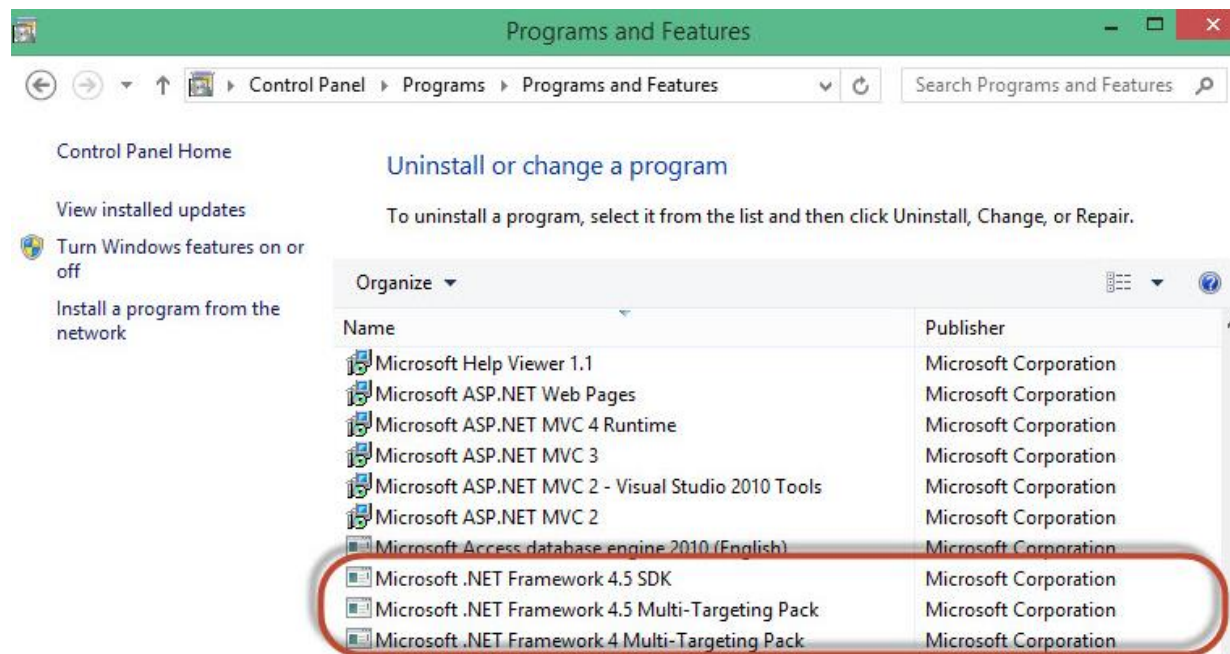 Programs and Features
Control Panel Programs Programs and Features
Search Programs and Features
Control Panel Home
View installed updates
Turn Windows features on or
off
Install a program from the
network
Uninstall or change a program
To uninstall a program, select it from the list and then click Uninstall, Change, or Repair.
Organize
Name Publisher
Microsoft Help Viewer 1.1 Microsoft Corporation
Microsoft ASP.NET Web Pages Microsoft Corporation
Microsoft ASP.NET MVC 4 Runtime Microsoft Corporation
Microsoft ASP.NET MVC 3 Microsoft Corporation
Microsoft ASP.NET MVC 2 - Visual Studio 2010 Tools Microsoft Corporation
Microsoft ASP.NET MVC 2 Microsoft Corporation
Microsoft Access database engine 2010 (English) Microsoft Corporation
Microsoft .NET Framework 4.5 SDK Microsoft Corporation
Microsoft .NET Framework 4.5 Multi-Targeting Pack Microsoft Corporation
Microsoft .NET Framework 4 Multi-Targeting Pack Microsoft Corporation